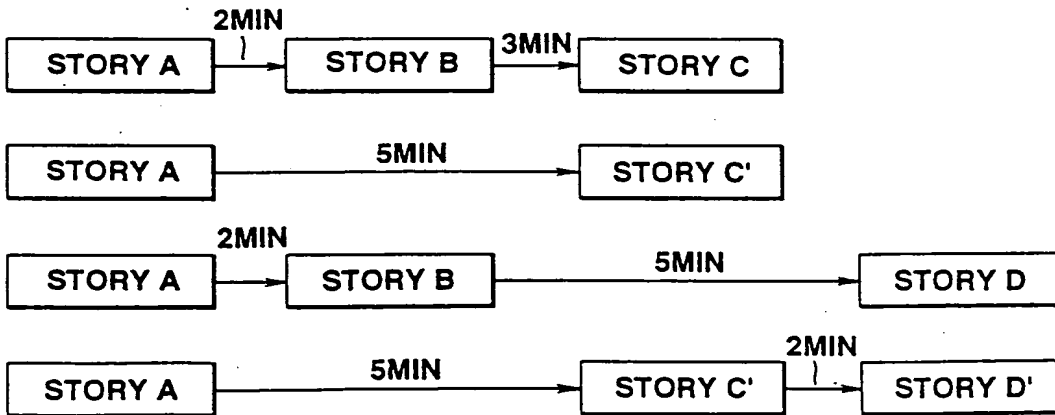 2MIN 3MIN
STORY A STORY B STORY C
5MIN
STORY A STORY C'
2MIN 5MIN
STORY A STORY B STORY D
5MIN 2MIN
STORY A STORY C' STORY D'